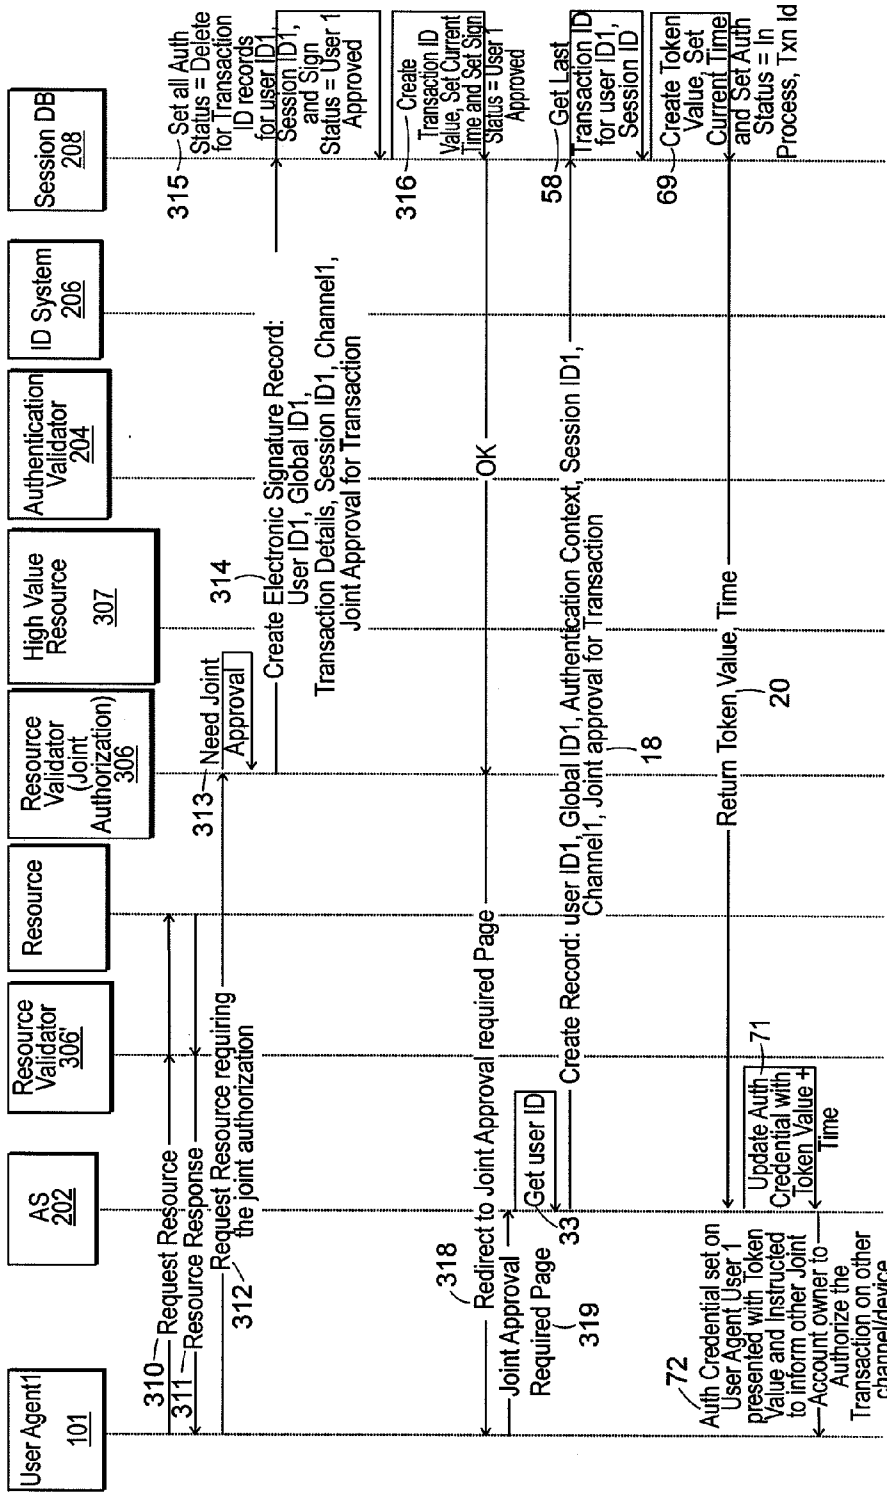 User Agent1
101
AS
202
Resource
Validator
306'
Resource
Resource
Validator
(Joint
Authorization)
306
High Value
Resource
307
Authentication
Validator
204
ID System
206
Session DB
208
310
Request Resource
311
Resource Response
312
Request Resource requiring
the joint authorization
313
Need Joint
Approval
314
Create Electronic Signature Record:
User ID1, Global ID1,
Transaction Details, Session ID1, Channel1,
Joint Approval for Transaction
315
Set all Auth
Status = Delete
for Transaction
ID records
for user ID1,
Session ID1,
and Sign
Status = User 1
Approved
316
Create
Transaction ID
Value, Set Current
Time and Set Sign
Status = User 1
Approved
OK
318
Redirect to Joint Approval required Page
Joint Approval
Required Page
319
Get user ID
33
Create Record: user ID1, Global ID1, Authentication Context, Session ID1,
Channel1, Joint approval for Transaction
18
58
Get Last
Transaction ID
for user ID1,
Session ID
69
Create Token
Value, Set
Current Time
and Set Auth
Status = In
Process, Txn Id
Return Token Value, Time
20
71
Update Auth
Credential with
Token Value +
Time
72
Auth Credential set on
User Agent User 1
presented with Token
Value and Instructed
to inform other Joint
Account owner to
Authorize the
Transaction on other
channel/device